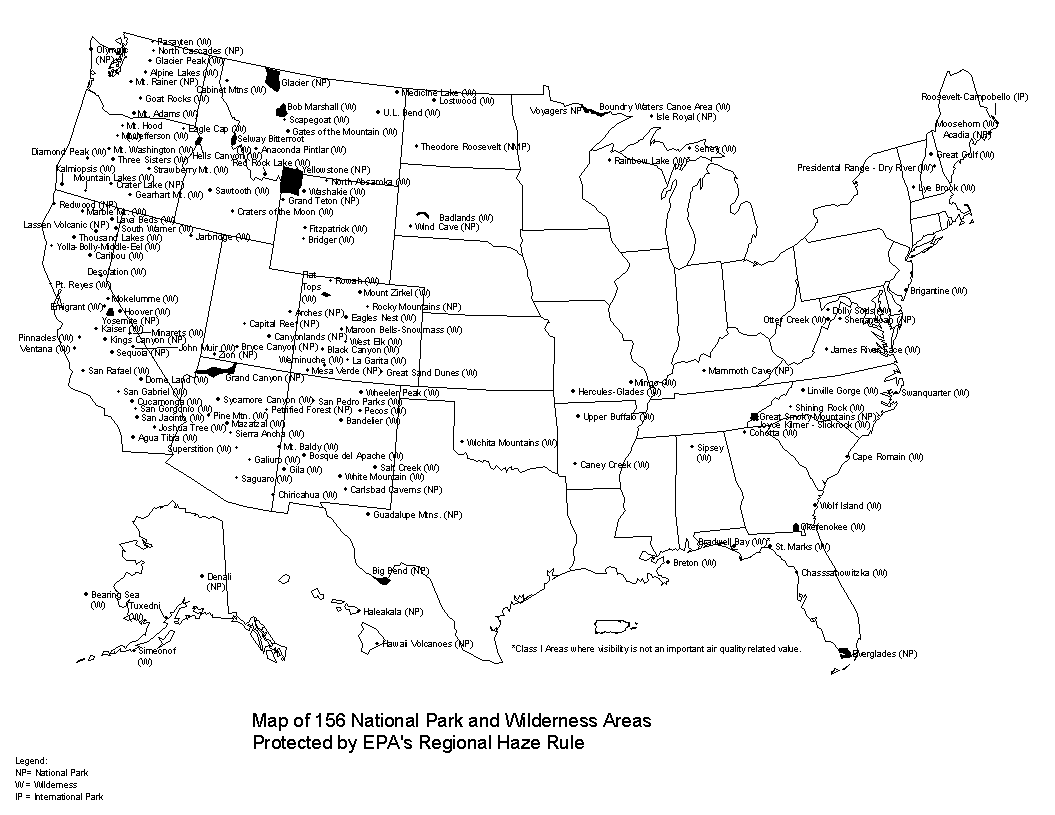 Pasayten (W)
Olympic
(NP)
North Cascades (NP)
Glacier Peak (W)
Alpine Lakes (W)
Mt. Rainer (NP)
Goat Rocks (W)
Mt. Adams (W)
Mt. Hood
Mt. Jefferson (W)
Eagle Cap (W)
Diamond Peak (W)
Mt. Washington (W)
Three Sisters (W)
Hells Canyon (W)
Kalmiopsis (W)
Strawberry Mt. (W)
Mountain Lakes (W)
Crater Lake (NP)
Gearhart Mt. (W)
Cabinet Mtns (W)
Glacier (NP)
Bob Marshall (W)
Scapegoat (W)
Gates of the Mountain (W)
Selway Bitterroot
(W)
Anaconda Pintlar (W)
Red Rock Lake (W)
Yellowstone (NP)
North Absaroka (W)
Washakie (W)
Grand Teton (NP)
Sawtooth (W)
Craters of the Moon (W)
Fitzpatrick (W)
Bridger (W)
Medicine Lake (W)
Lostwood (W)
U.L. Bend (W)
Theodore Roosevelt (NMP)
Badlands (W)
Wind Cave (NP)
Voyagers NP
Boundry Waters Canoe Area (W)
Isle Royal (NP)
Seney (W)
Rainbow Lake (W)*
Roosevelt-Campobello (IP)
Moosehorn (W)
Acadia (NP)
Great Gulf (W)
Presidential Range - Dry River (W)
Lye Brook (W)
Redwood (NP)
Marble Mt. (W)
Lava Beds (W)
Lassen Volcanic (NP)
South Warner (W)
Thousand Lakes (W)
Jarbridge (W)
Yolla-Bolly-Middle-Eel (W)
Caribou (W)
Desolation (W)
Pt. Reyes (W)
Mokelumme (W)
Emigrant (W)
Hoover (W)
Yosemite (NP)
Kaiser (W)
Minarets (W)
Pinnacles (W)
Kings Canyon (NP)
Ventana (W)
Sequoia (NP)
John Muir (W)
San Rafael (W)
Dome Land (W)
San Gabriel (W)
Cucamonga (W)
San Gorgonio (W)
San Jacinto (W)
Joshua Tree (W)
Agua Tibia (W)
Flat
Tops
(W)
Rowah (W)
Mount Zirkel (W)
Rocky Mountains (NP)
Arches (NP)
Eagles Nest (W)
Capital Reef (NP)
Maroon Bells-Snowmass (W)
Canyonlands (NP)
West Elk (W)
Bryce Canyon (NP)
Black Canyon (W)
Zion (NP)
Weminuche (W)
La Garita (W)
Mesa Verde (NP)
Great Sand Dunes (W)
Grand Canyon (NP)
Wheeler Peak (W)
Sycamore Canyon (W)
San Pedro Parks (W)
Petrified Forest (NP)
Pecos (W)
Pine Mtn. (W)
Mazatzal (W)
Bandelier (W)
Sierra Ancha (W)
Superstition (W)
Mt. Baldy (W)
Bosque del Apache (W)
Galiuro (W)
Gila (W)
Salt Creek (W)
White Mountain (W)
Saguaro (W)
Chiricahua (W)
Carlsbad Caverns (NP)
Guadalupe Mtns. (NP)
Wichita Mountains (W)
Big Bend (NP)
Brigantine (W)
Dolly Sods (W)
Otter Creek (W)
Shenandoah (NP)
James River Face (W)
Mammoth Cave (NP)
Mingo (W)
Hercules-Glades (W)
Upper Buffalo (W)
Caney Creek (W)
Linville Gorge (W)
Swanquarter (W)
Shining Rock (W)
Great Smoky Mountains (NP)
Joyce Kilmer - Slickrock (W)
Cohutta (W)
Sipsey
(W)
Cape Romain (W)
Wolf Island (W)
Okefenokee (W)
Bradwell Bay (W)*
St. Marks (W)
Breton (W)
Chasssahowitzka (W)
Everglades (NP)
Denali
(NP)
Bearing Sea
(W)
Tuxedni
(W)
Simeonof
(W)
Haleakala (NP)
Hawaii Volcanoes (NP)
*Class I Areas where visibility is not an important air quality related value.
Map of 156 National Park and Wilderness Areas
Protected by EPA's Regional Haze Rule
Legend:
NP= National Park
W = Wilderness
IP = International Park